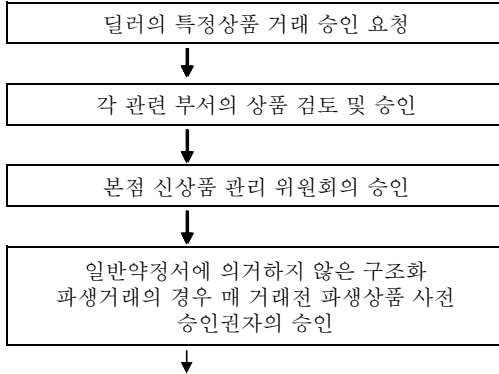 딜러의 특정상품 거래 승인 요청
각 관련 부서의 상품 검토 및 승인
본점 신상품 관리 위원회의 승인
일반약정서에 의거하지 않은 구조화
파생거래의 경우 매 거래전 파생상품 사전
승인권자의 승인